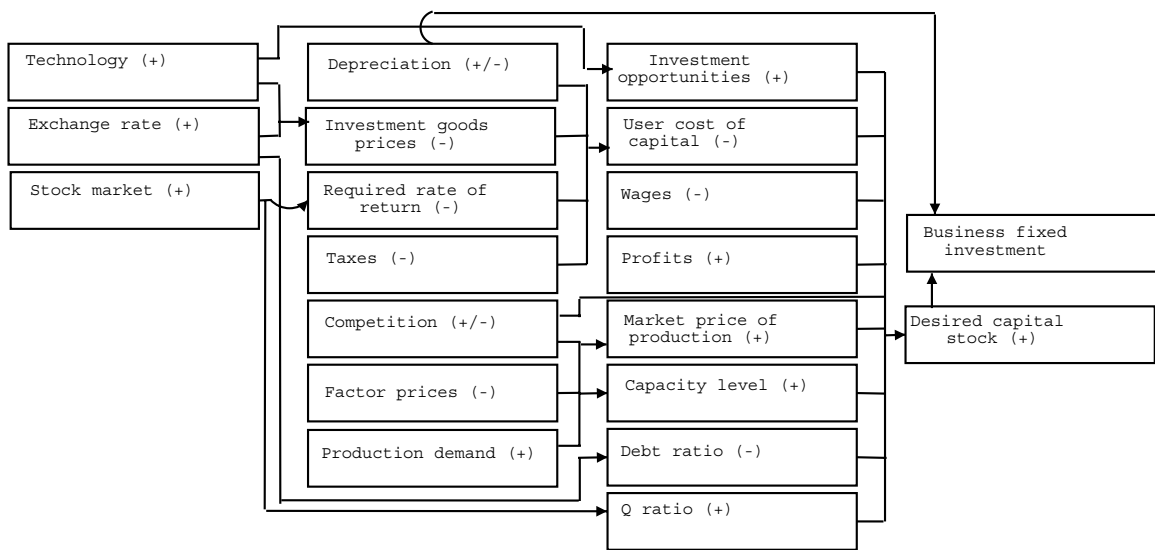 Technology (+)
Exchange rate (+)
Stock market (+)
Depreciation (+/-)
Investment goods
prices (-)
Required rate of
return (-)
Taxes (-)
Competition (+/-)
Factor prices (-)
Production demand (+)
Investment
opportunities (+)
User cost of
capital (-)
Wages (-)
Profits (+)
Market price of
production (+)
Capacity level (+)
Debt ratio (-)
Q ratio (+)
Business fixed
investment
Desired capital
stock (+)